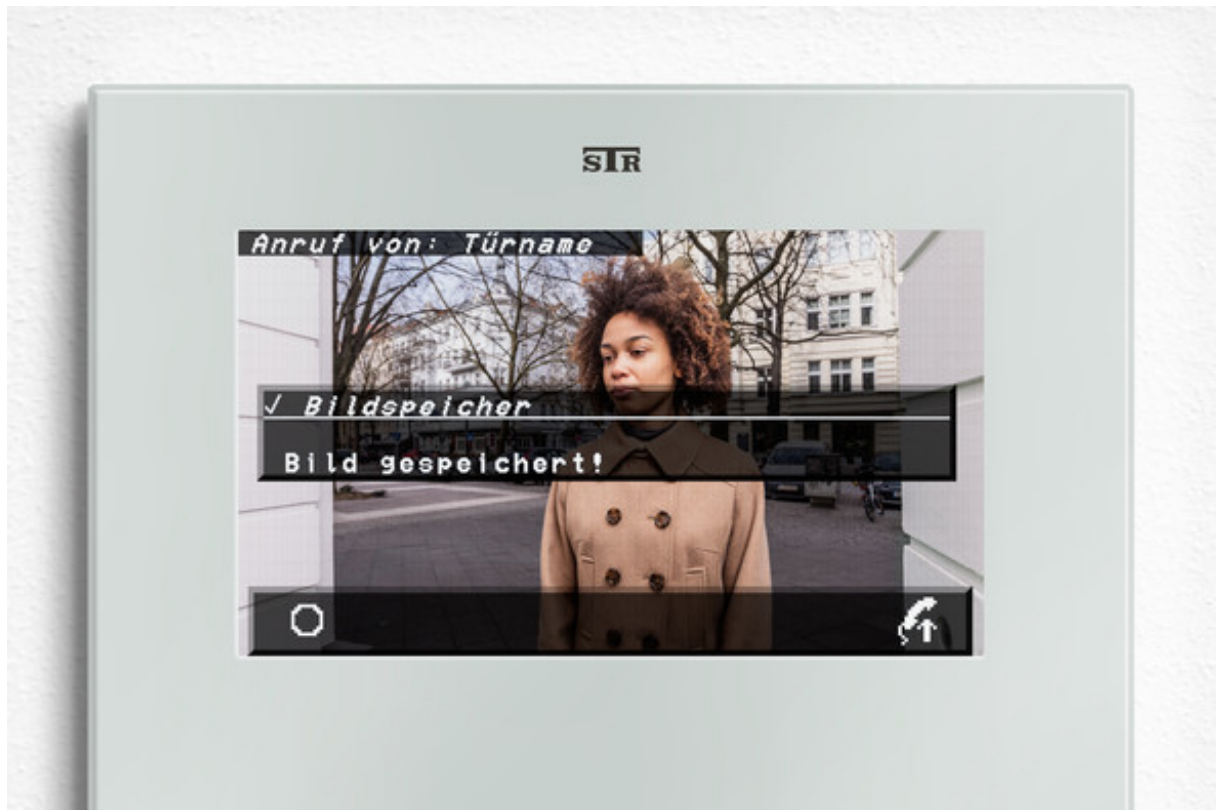 STR
Anruf von: Türname
✓ Bildspeicher
Bild gespeichert!